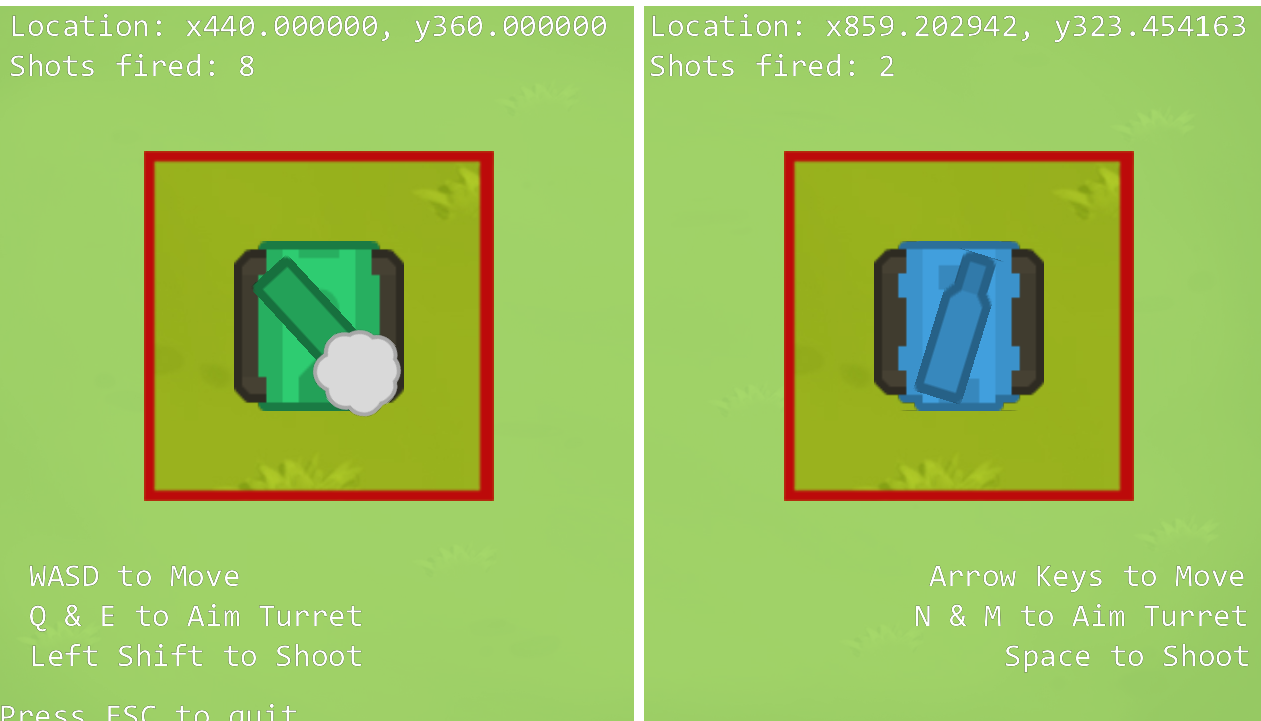 Location: x440.000000, y360.000000
Shots fired: 8
WASD to Move
Q & E to Aim Turret
Left Shift to Shoot
Press ESC to quit
Location: x859.202942, y323.454163
Shots fired: 2
Arrow Keys to Move
N & M to Aim Turret
Space to Shoot